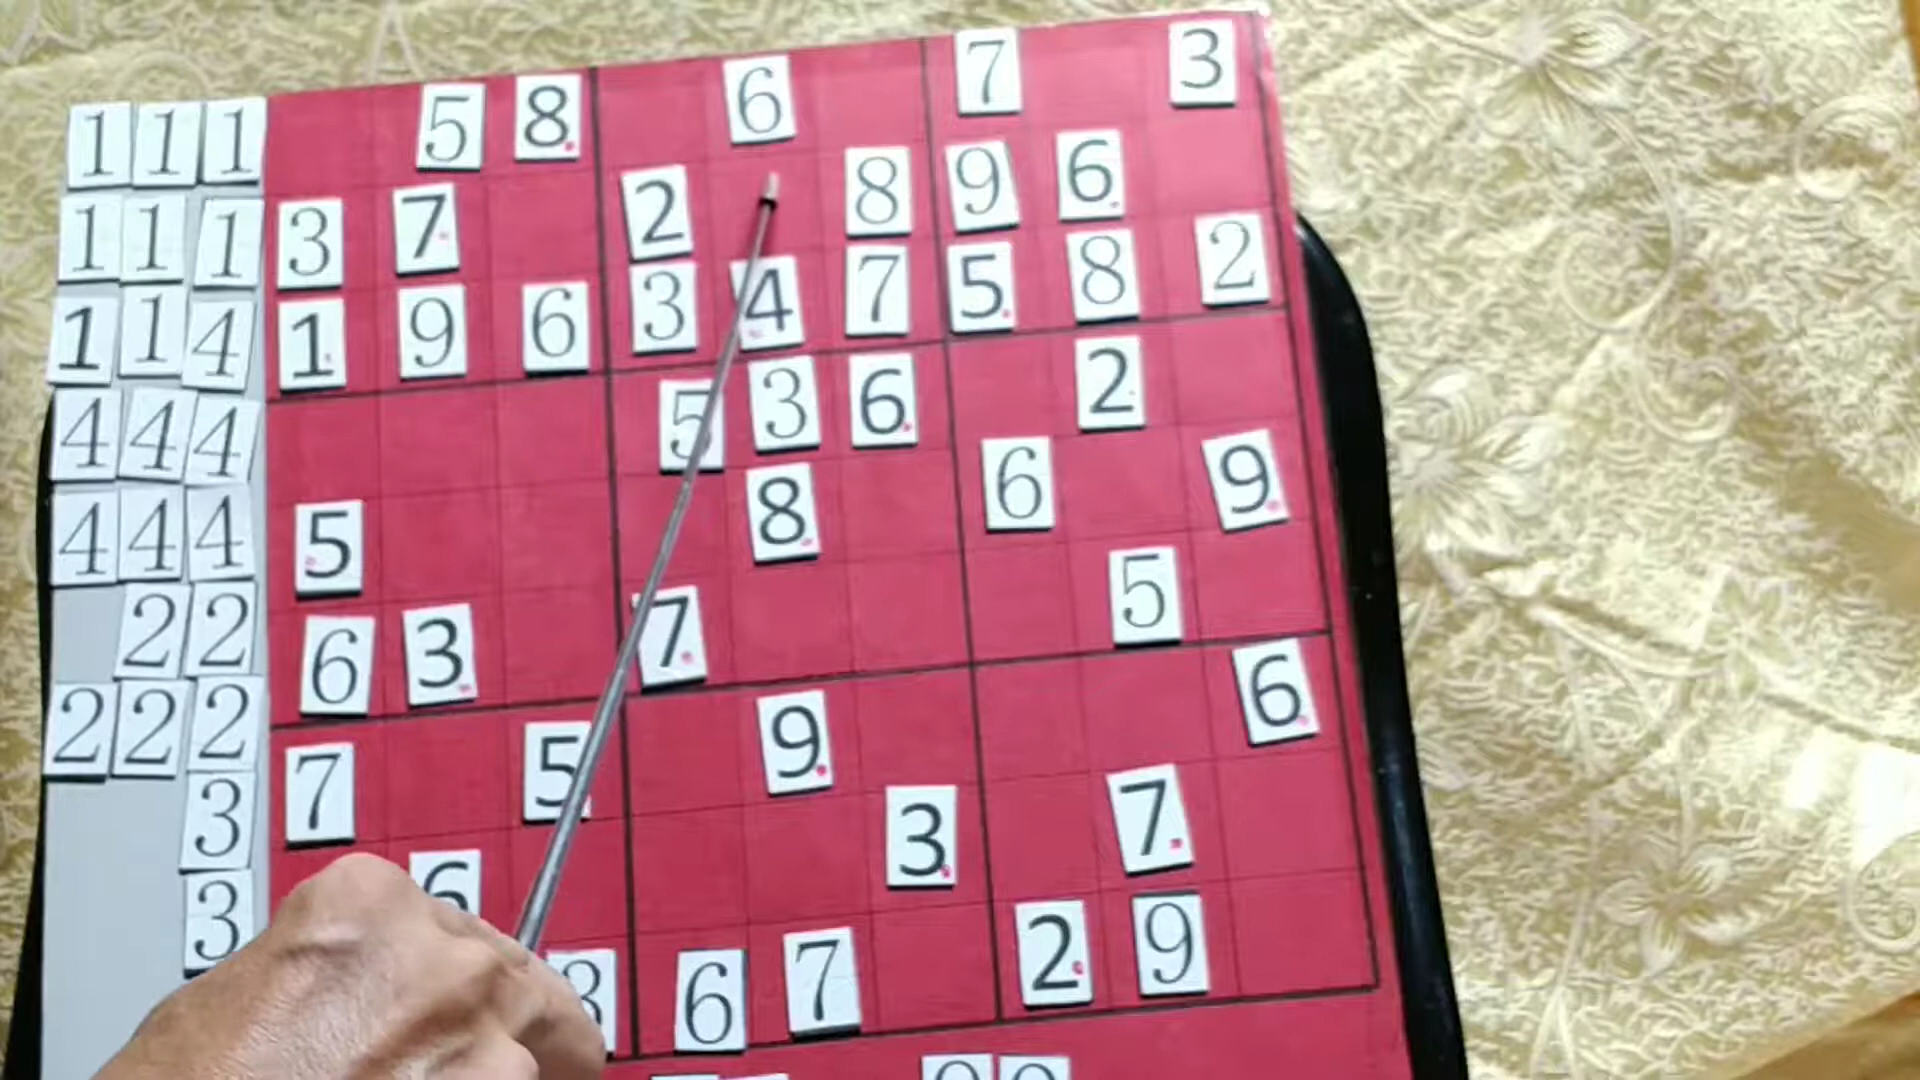 5 8 6 7 3
1 1 1
3 7 2 8 9 6
1 1 1
1 9 6 3 4 7 5 8 2
1 1 4
5 3 6 2
4 4 4
5 8 6 9
4 4 4
6 3 7 5
2 2
7 5 9 6
2 2 2
6 3 7
3
3
6 7 2 9